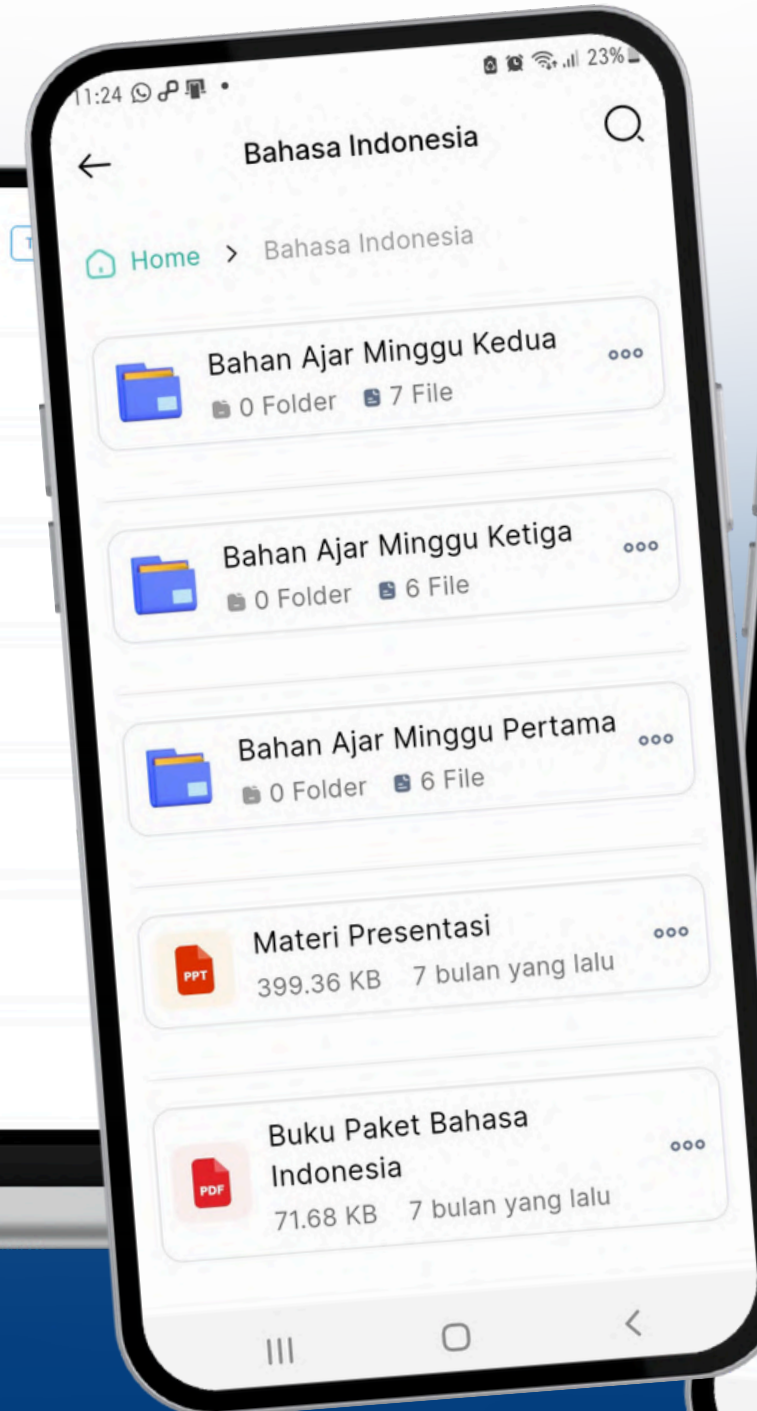 11:24
23%
Bahasa Indonesia
Home > Bahasa Indonesia
Bahan Ajar Minggu Kedua
0 Folder 7 File
Bahan Ajar Minggu Ketiga
0 Folder 6 File
Bahan Ajar Minggu Pertama
0 Folder 6 File
PPT
Materi Presentasi
399.36 KB 7 bulan yang lalu
PDF
Buku Paket Bahasa
Indonesia
71.68 KB 7 bulan yang lalu